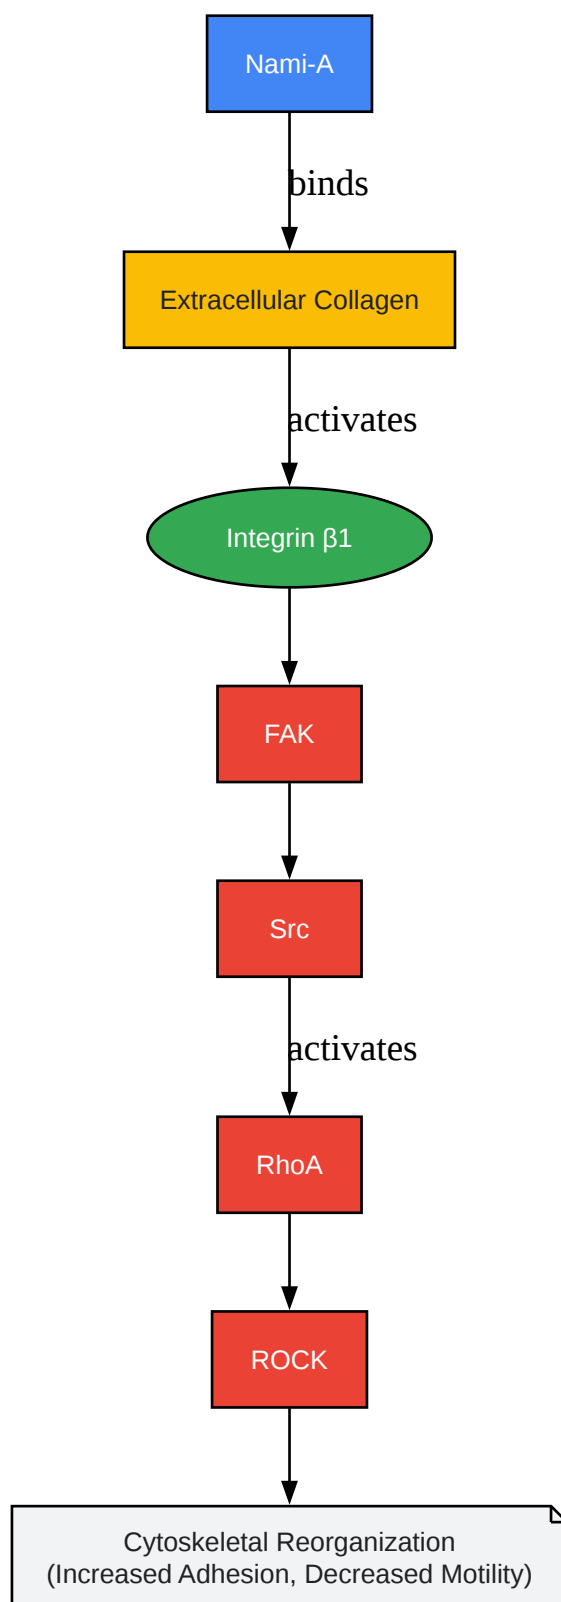 Nami-A
binds
Extracellular Collagen
activates
Integrin β1
FAK
Src
activates
RhoA
ROCK
Cytoskeletal Reorganization
(Increased Adhesion, Decreased Motility)